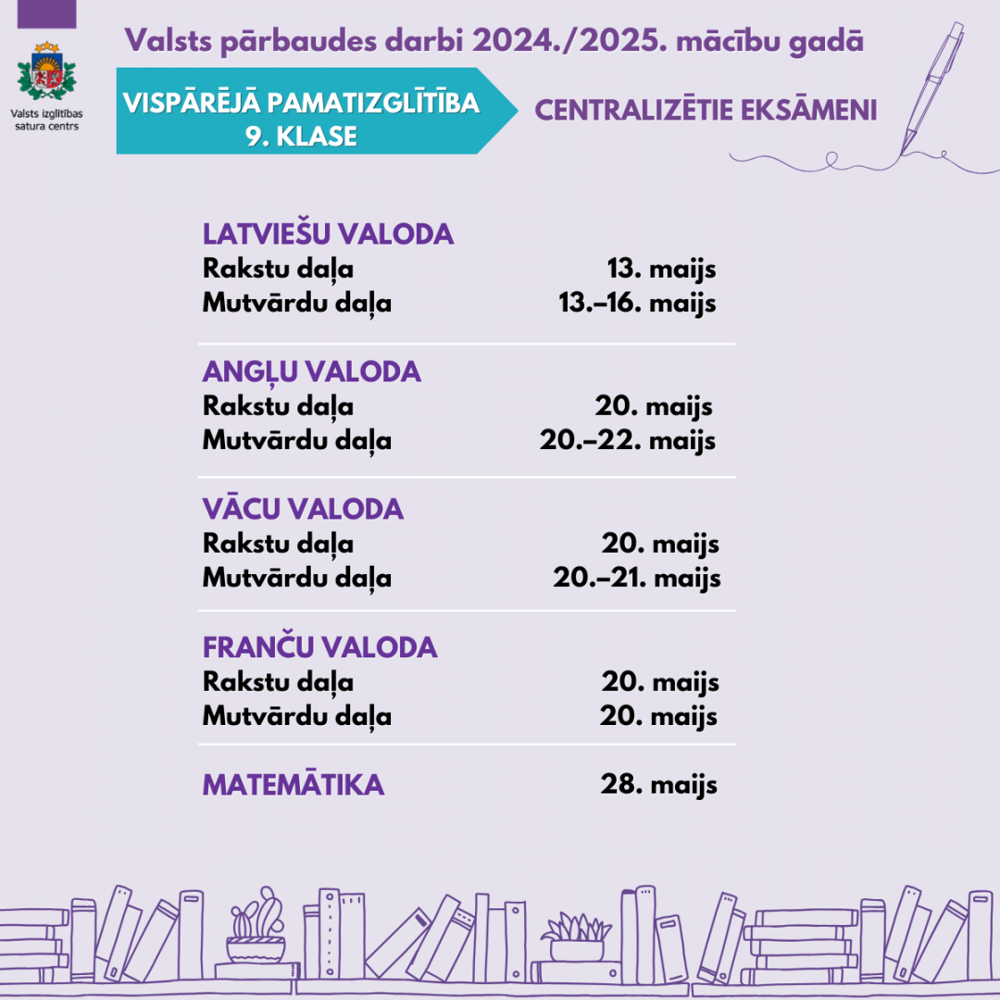 Valsts pārbaudes darbi 2024./2025. mācību gadā
Valsts izglītības
satura centrs
VISPĀRĒJĀ PAMATIZGLĪTĪBA
9. KLASE
CENTRALIZĒTIE EKSĀMENI
LATVIEŠU VALODA
Rakstu daļa 13. maijs
Mutvārdu daļa 13.–16. maijs
ANGĻU VALODA
Rakstu daļa 20. maijs
Mutvārdu daļa 20.–22. maijs
VĀCU VALODA
Rakstu daļa 20. maijs
Mutvārdu daļa 20.–21. maijs
FRANČU VALODA
Rakstu daļa 20. maijs
Mutvārdu daļa 20. maijs
MATEMĀTIKA 28. maijs